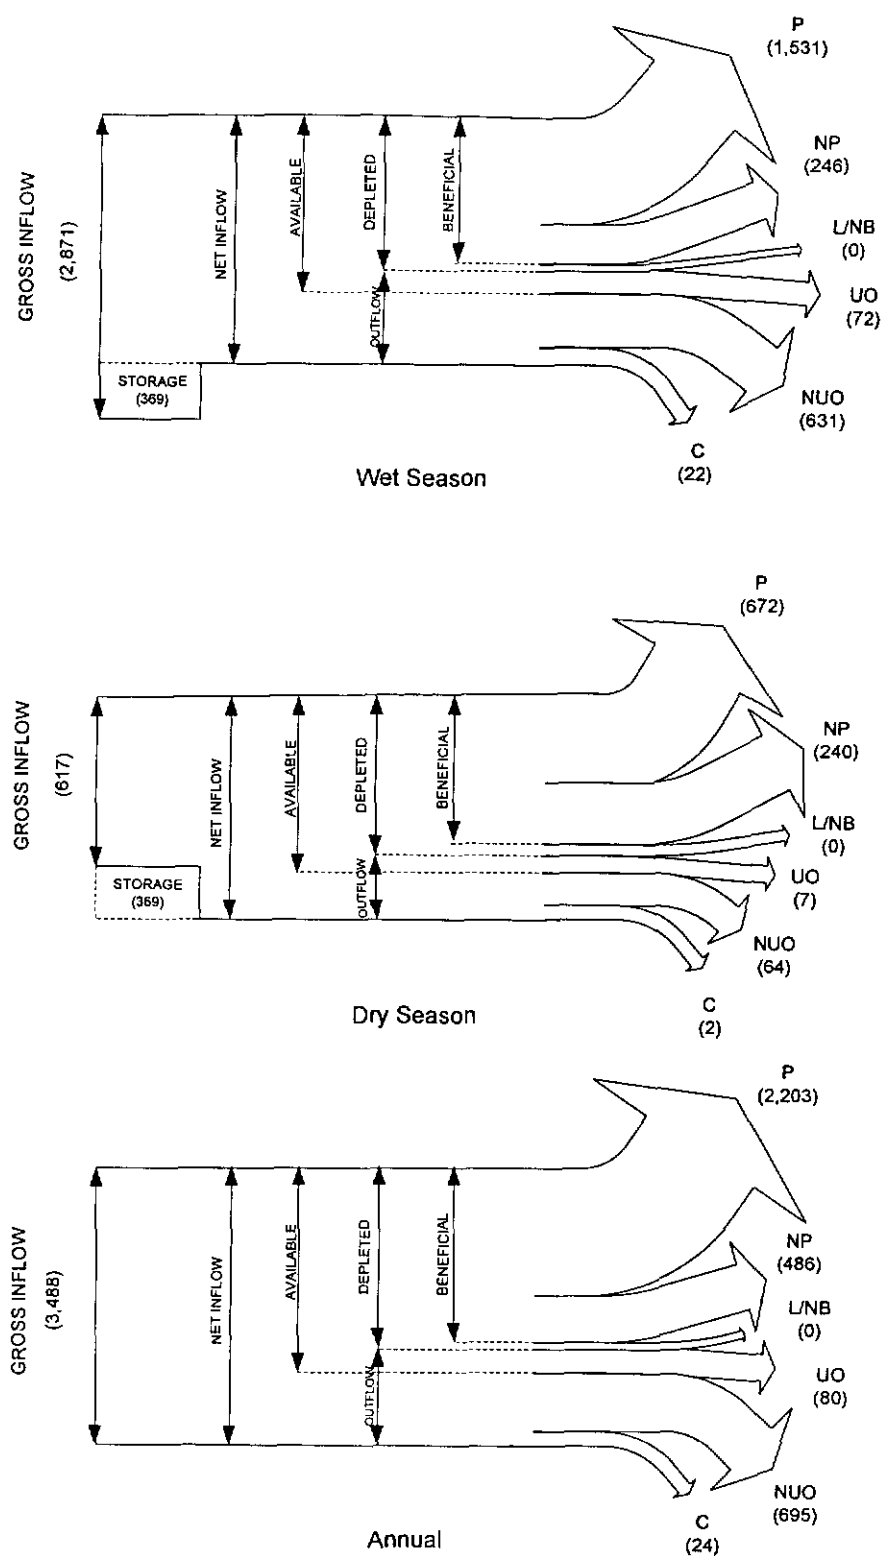 P
(1,531)
NP
(246)
L/NB
(0)
UO
(72)
NUO
(631)
C
(22)
GROSS INFLOW
(2,871)
NET INFLOW
AVAILABLE
DEPLETED
BENEFICIAL
OUTFLOW
STORAGE
(369)
Wet Season
P
(672)
NP
(240)
L/NB
(0)
UO
(7)
NUO
(64)
C
(2)
GROSS INFLOW
(617)
NET INFLOW
AVAILABLE
DEPLETED
BENEFICIAL
OUTFLOW
STORAGE
(369)
Dry Season
P
(2,203)
NP
(486)
L/NB
(0)
UO
(80)
NUO
(695)
C
(24)
GROSS INFLOW
(3,488)
NET INFLOW
AVAILABLE
DEPLETED
BENEFICIAL
OUTFLOW
Annual